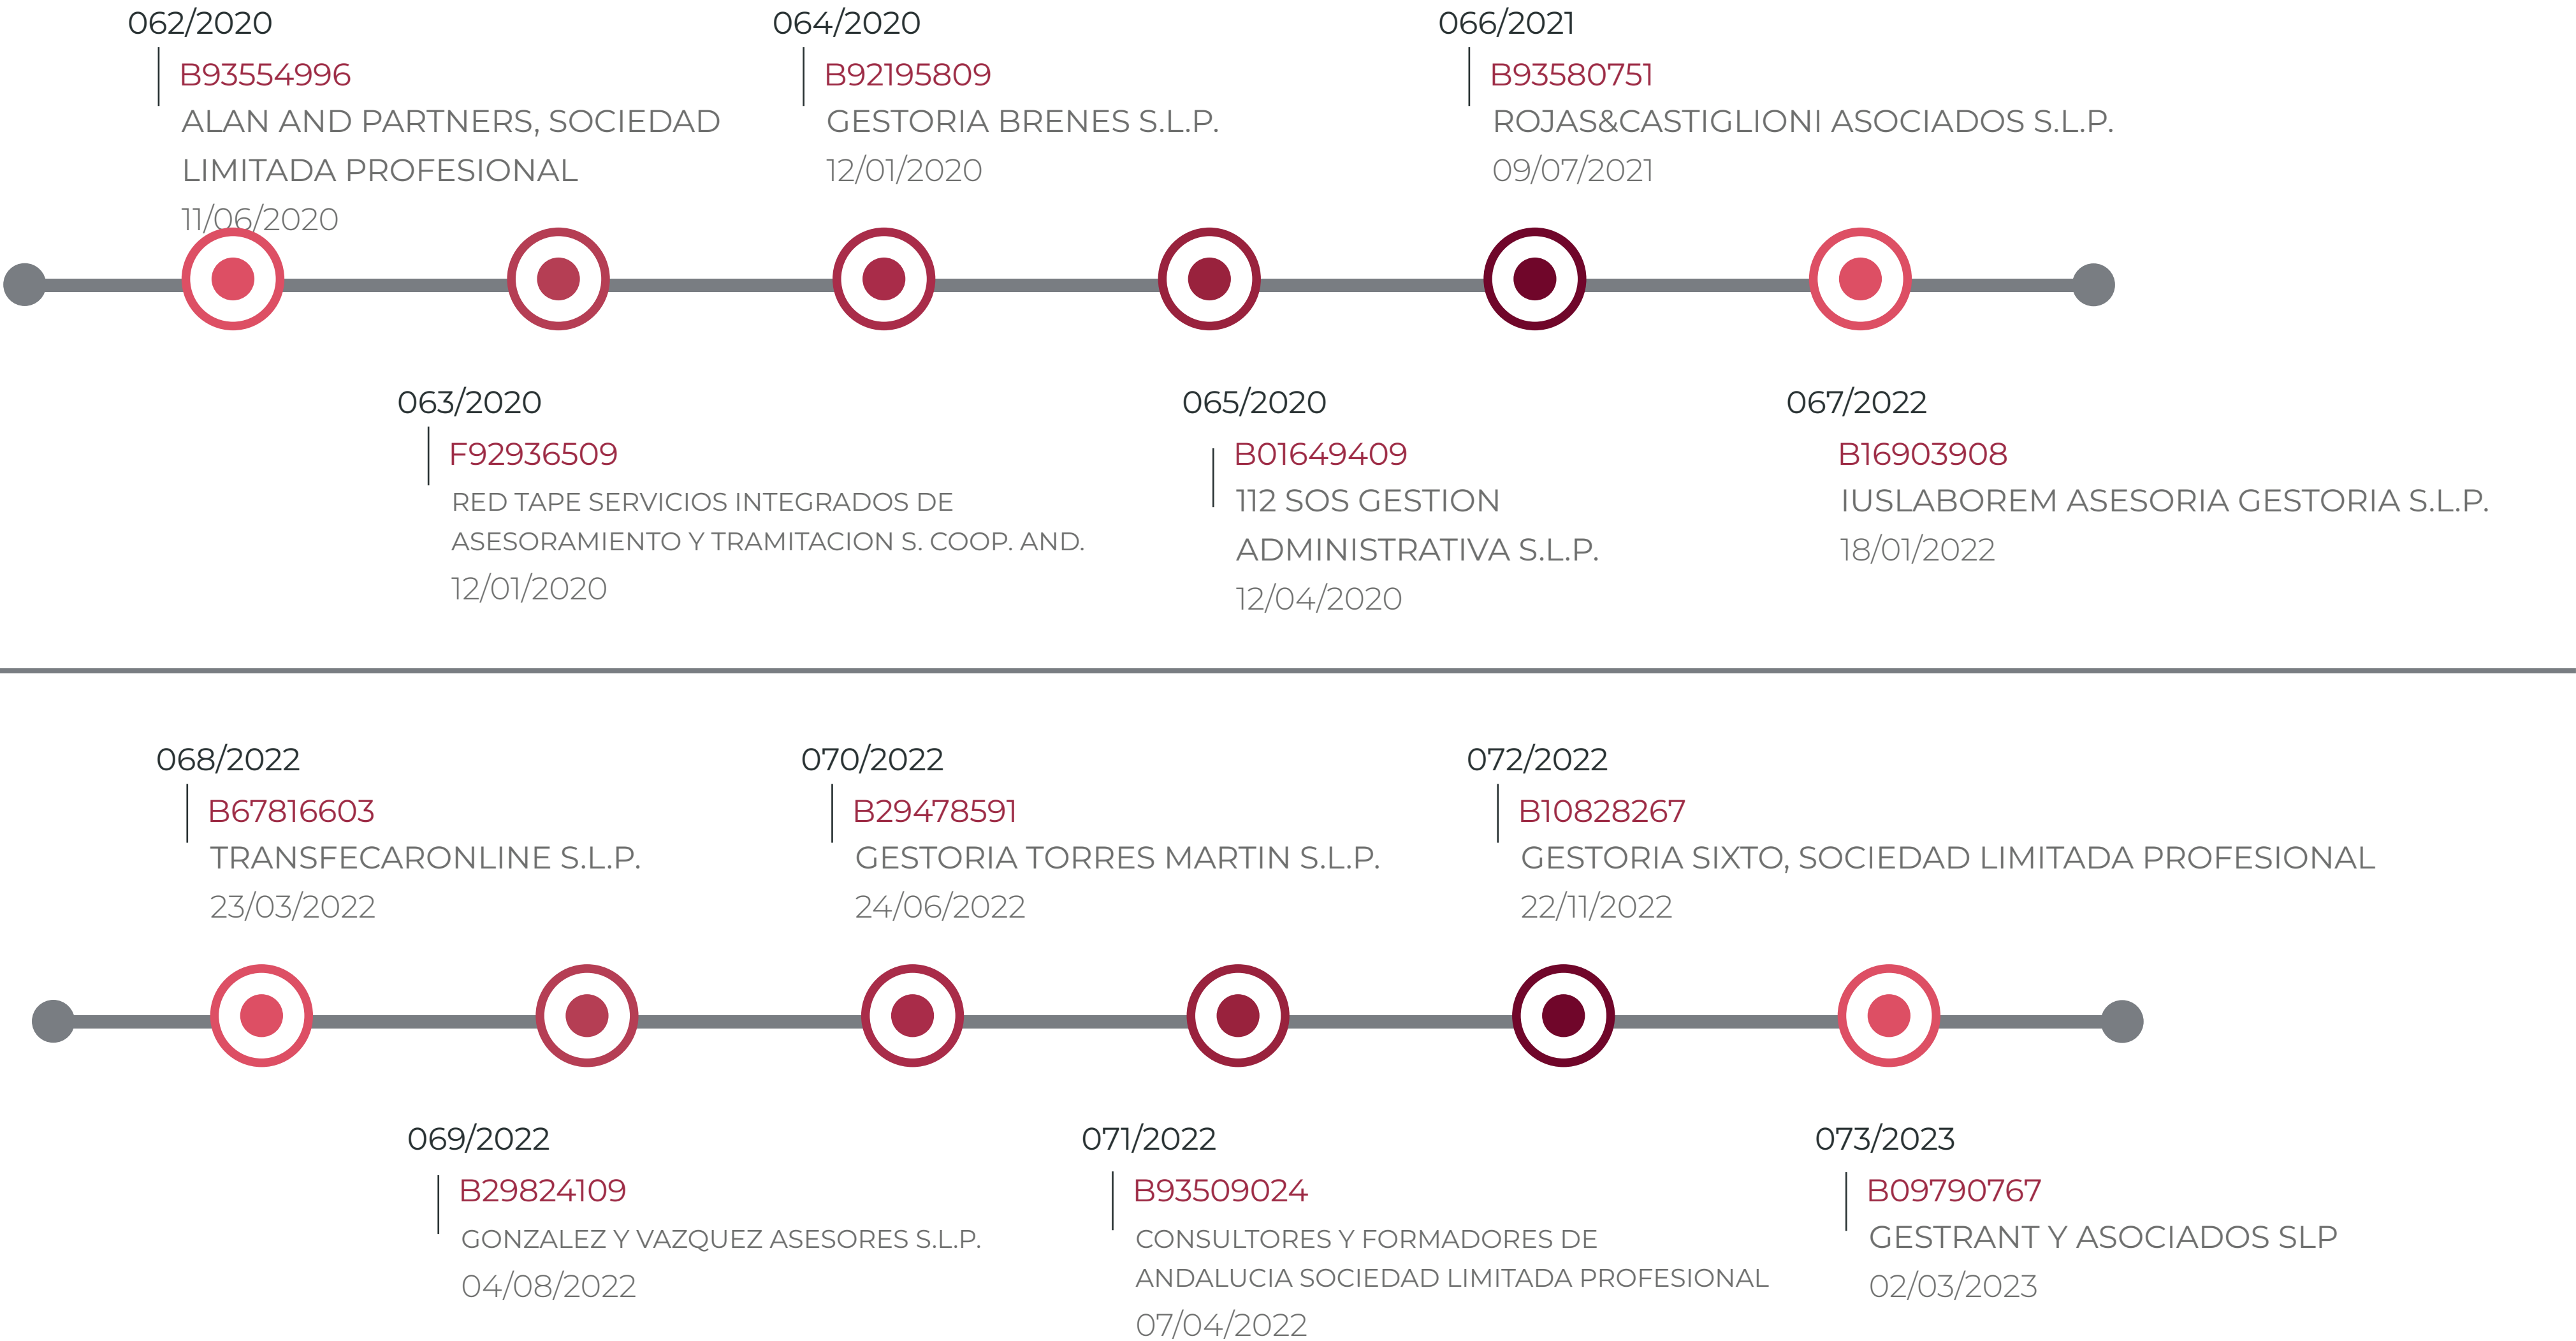 062/2020
B93554996
ALAN AND PARTNERS, SOCIEDAD
LIMITADA PROFESIONAL
11/06/2020
064/2020
B92195809
GESTORIA BRENES S.L.P.
12/01/2020
066/2021
B93580751
ROJAS&CASTIGLIONI ASOCIADOS S.L.P.
09/07/2021
063/2020
F92936509
RED TAPE SERVICIOS INTEGRADOS DE
ASESORAMIENTO Y TRAMITACION S. COOP. AND.
12/01/2020
065/2020
B01649409
112 SOS GESTION
ADMINISTRATIVA S.L.P.
12/04/2020
067/2022
B16903908
IUSLABOREM ASESORIA GESTORIA S.L.P.
18/01/2022
068/2022
B67816603
TRANSFECARONLINE S.L.P.
23/03/2022
070/2022
B29478591
GESTORIA TORRES MARTIN S.L.P.
24/06/2022
072/2022
B10828267
GESTORIA SIXTO, SOCIEDAD LIMITADA PROFESIONAL
22/11/2022
069/2022
B29824109
GONZALEZ Y VAZQUEZ ASESORES S.L.P.
04/08/2022
071/2022
B93509024
CONSULTORES Y FORMADORES DE
ANDALUCIA SOCIEDAD LIMITADA PROFESIONAL
07/04/2022
073/2023
B09790767
GESTRANT Y ASOCIADOS SLP
02/03/2023